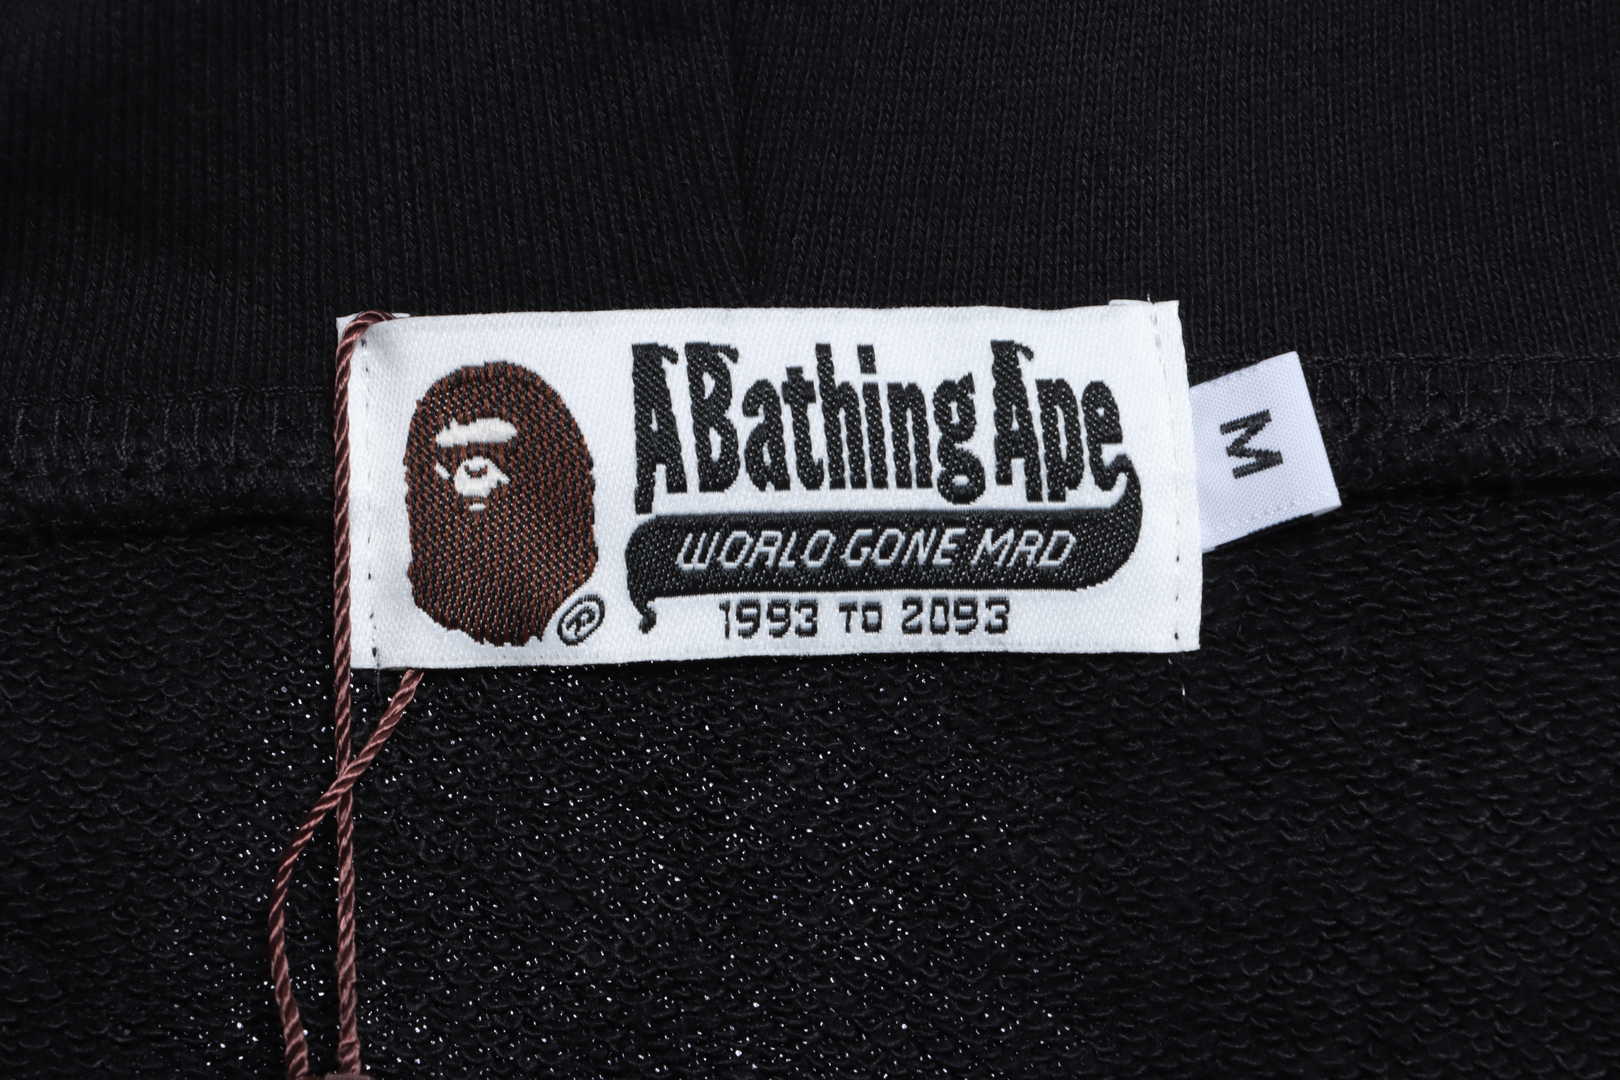 A Bathing Ape
WORLD GONE MAD
1993 TO 2093
®
M